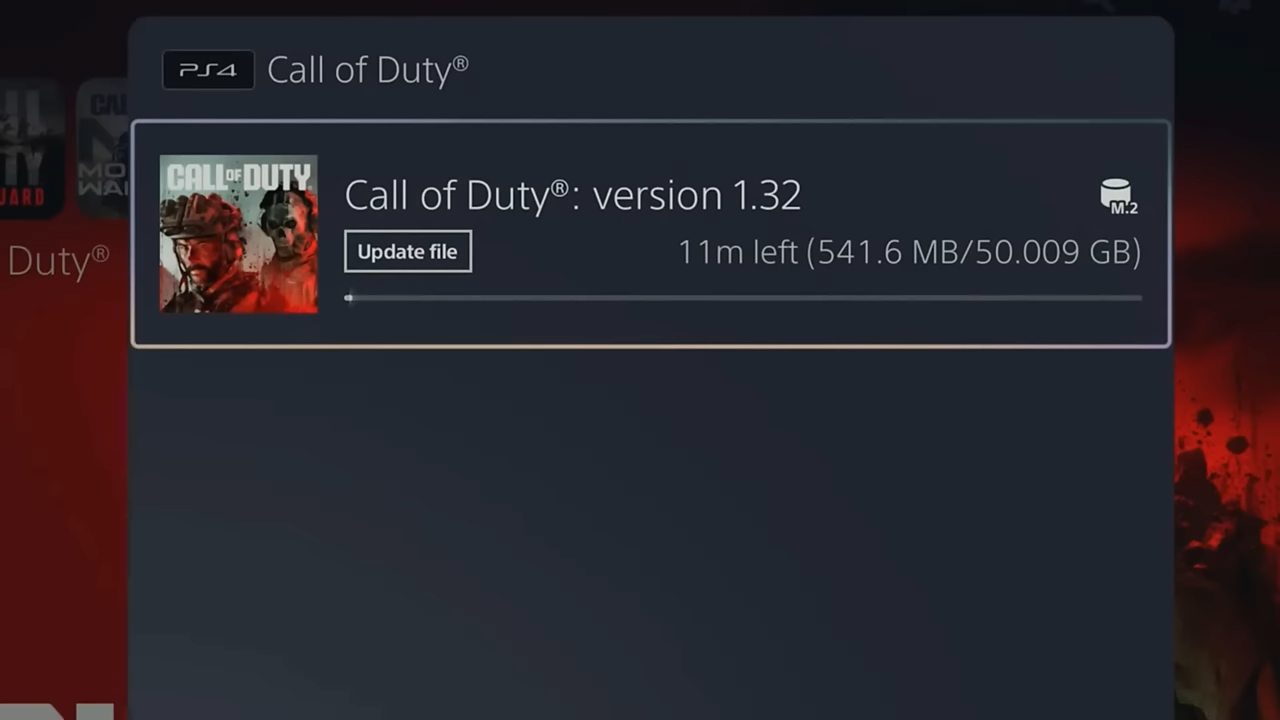 PS4 Call of Duty®
CALL OF DUTY
Call of Duty®: version 1.32
M.2
Update file
11m left (541.6 MB/50.009 GB)
Duty®